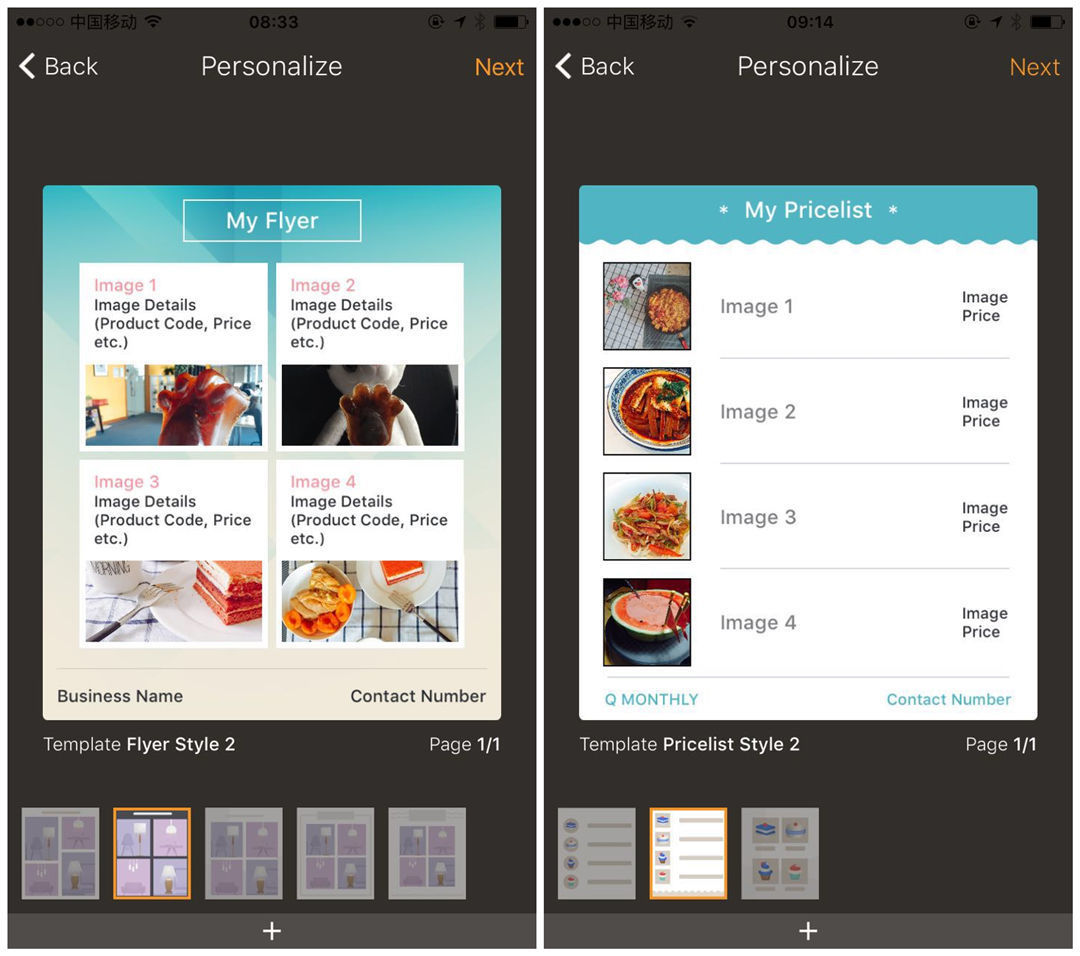 中国移动 08:33
Back Personalize Next
My Flyer
Image 1
Image Details
(Product Code, Price
etc.)
Image 2
Image Details
(Product Code, Price
etc.)
MORNING
Image 3
Image Details
(Product Code, Price
etc.)
Image 4
Image Details
(Product Code, Price
etc.)
Business Name Contact Number
Template Flyer Style 2 Page 1/1
+
中国移动 09:14
Back Personalize Next
* My Pricelist *
Image 1
Image
Price
Image 2
Image
Price
Image 3
Image
Price
Image 4
Image
Price
Q MONTHLY Contact Number
Template Pricelist Style 2 Page 1/1
+